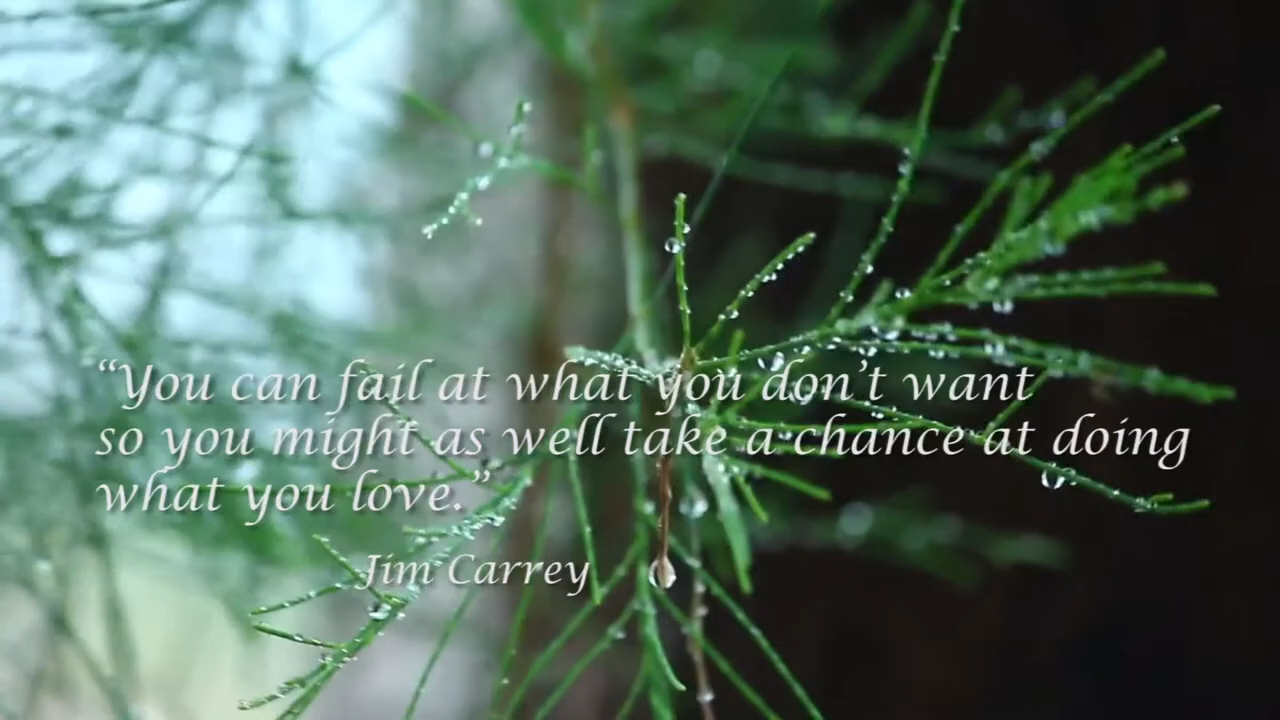 “You can fail at what you don’t want
so you might as well take a chance at doing
what you love.”
Jim Carrey